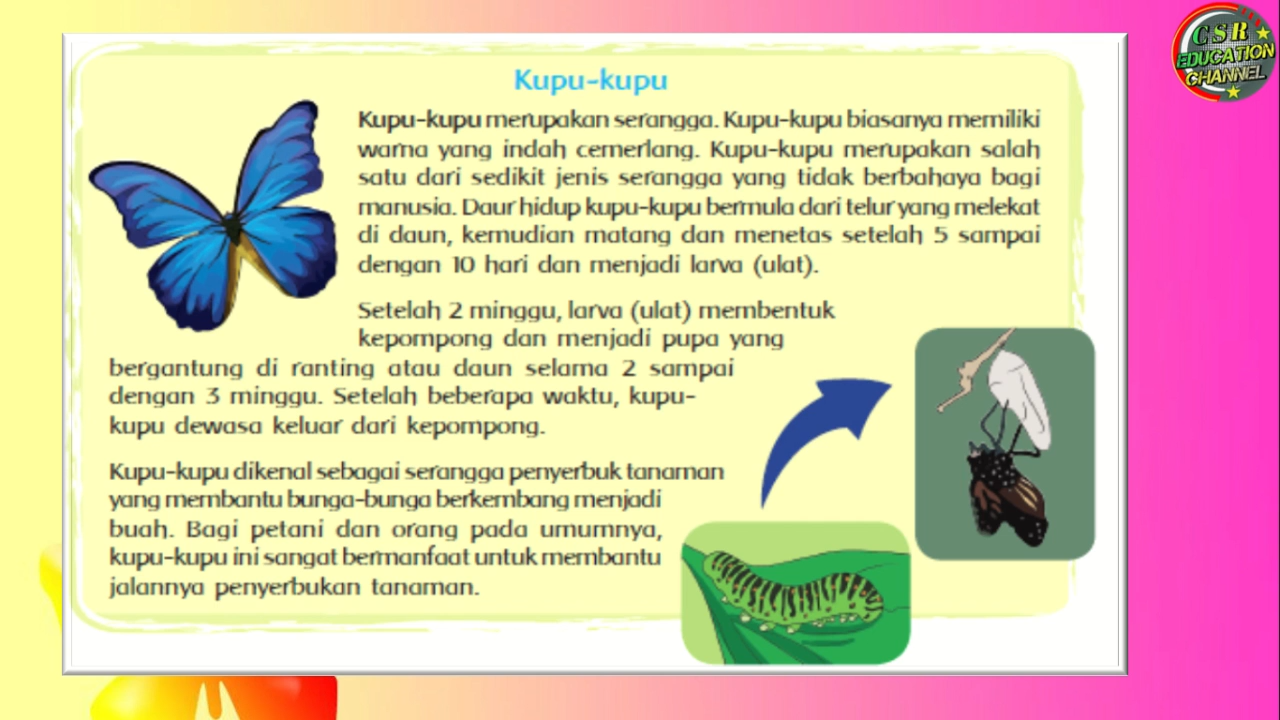 CSR
EDUCATION
CHANNEL
Kupu-kupu
Kupu-kupu merupakan serangga. Kupu-kupu biasanya memiliki
warna yang indah cemerlang. Kupu-kupu merupakan salah
satu dari sedikit jenis serangga yang tidak berbahaya bagi
manusia. Daur hidup kupu-kupu bermula dari telur yang melekat
di daun, kemudian matang dan menetas setelah 5 sampai
dengan 10 hari dan menjadi larva (ulat).
Setelah 2 minggu, larva (ulat) membentuk
kepompong dan menjadi pupa yang
bergantung di ranting atau daun selama 2 sampai
dengan 3 minggu. Setelah beberapa waktu, kupu-
kupu dewasa keluar dari kepompong.
Kupu-kupu dikenal sebagai serangga penyerbuk tanaman
yang membantu bunga-bunga berkembang menjadi
buah. Bagi petani dan orang pada umumnya,
kupu-kupu ini sangat bermanfaat untuk membantu
jalannya penyerbukan tanaman.